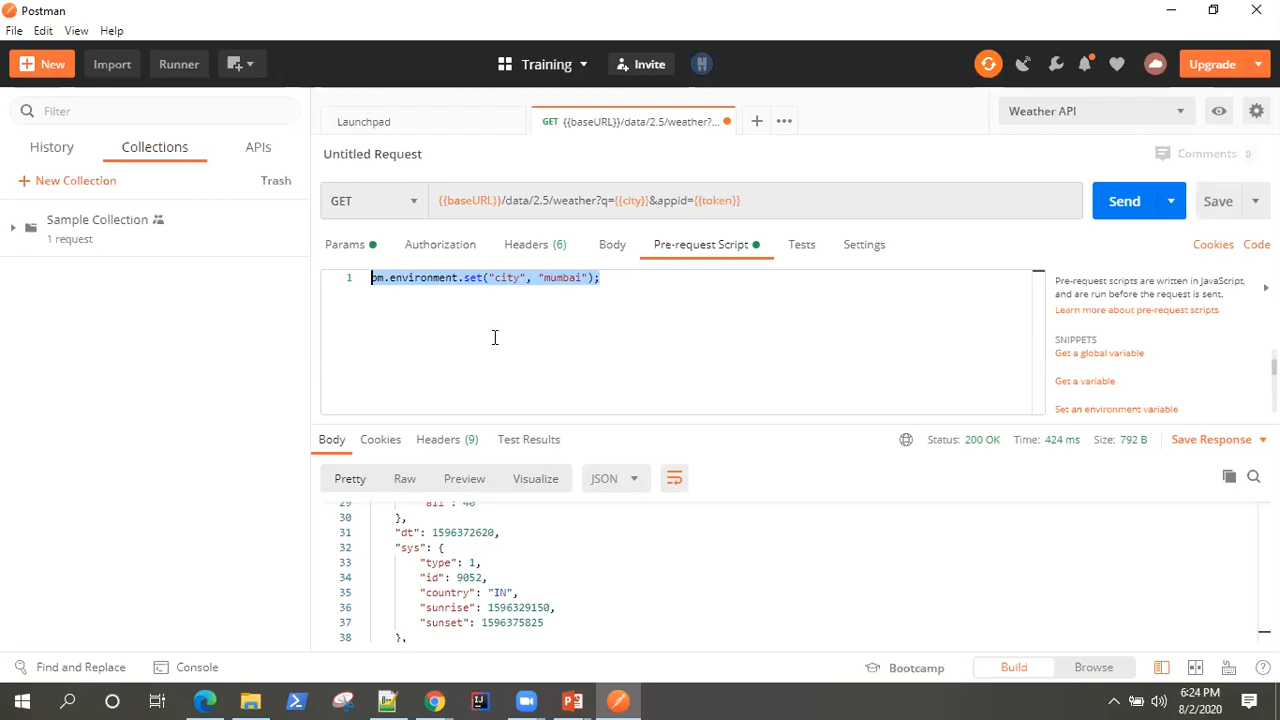 Postman
File Edit View Help
New Import Runner Training Invite Upgrade
Filter
Launchpad GET {{baseURL}}/data/2.5/weather?... Weather API
History Collections APIs
Untitled Request Comments 0
+ New Collection Trash
GET {{baseURL}}/data/2.5/weather?q={{city}}&appid={{token}} Send Save
Sample Collection
1 request
Params Authorization Headers (6) Body Pre-request Script Tests Settings Cookies Code
1 pm.environment.set("city", "mumbai");
Pre-request scripts are written in JavaScript,
and are run before the request is sent.
Learn more about pre-request scripts
SNIPPETS
Get a global variable
Get a variable
Set an environment variable
Body Cookies Headers (9) Test Results Status: 200 OK Time: 424 ms Size: 792 B Save Response
Pretty Raw Preview Visualize JSON
29 "all": 40
30 },
31 "dt": 1596372620,
32 "sys": {
33 "type": 1,
34 "id": 9052,
35 "country": "IN",
36 "sunrise": 1596329150,
37 "sunset": 1596375825
38 },
Find and Replace Console Bootcamp Build Browse
6:24 PM
8/2/2020